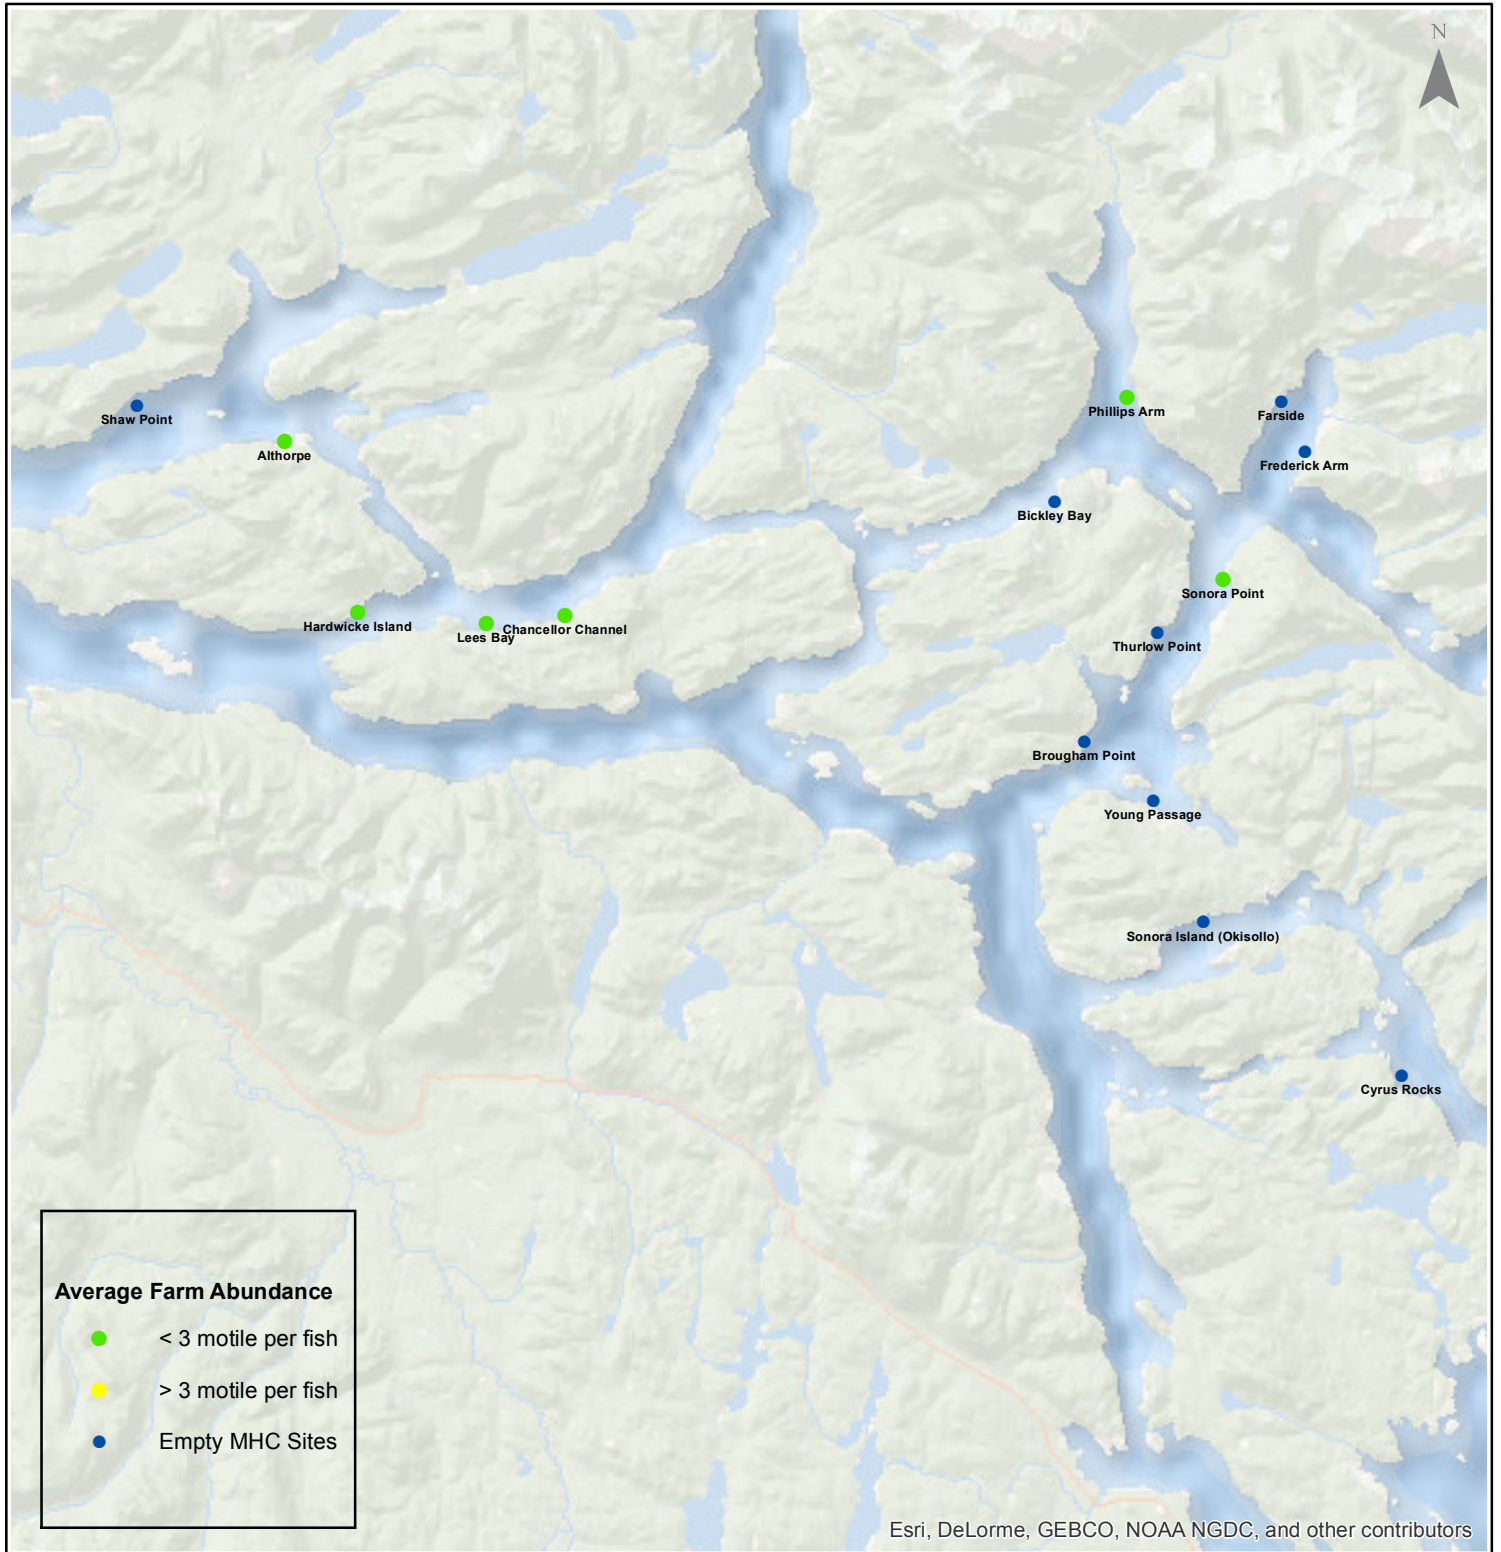 N
Phillips Arm
Farside
Shaw Point
Althorpe
Frederick Arm
Bickley Bay
Sonora Point
Hardwicke Island
Lees Bay
Chancellor Channel
Thurlow Point
Brougham Point
Young Passage
Sonora Island (Okisollo)
Cyrus Rocks
Average Farm Abundance
< 3 motile per fish
> 3 motile per fish
Empty MHC Sites
Esri, DeLorme, GEBCO, NOAA NGDC, and other contributors